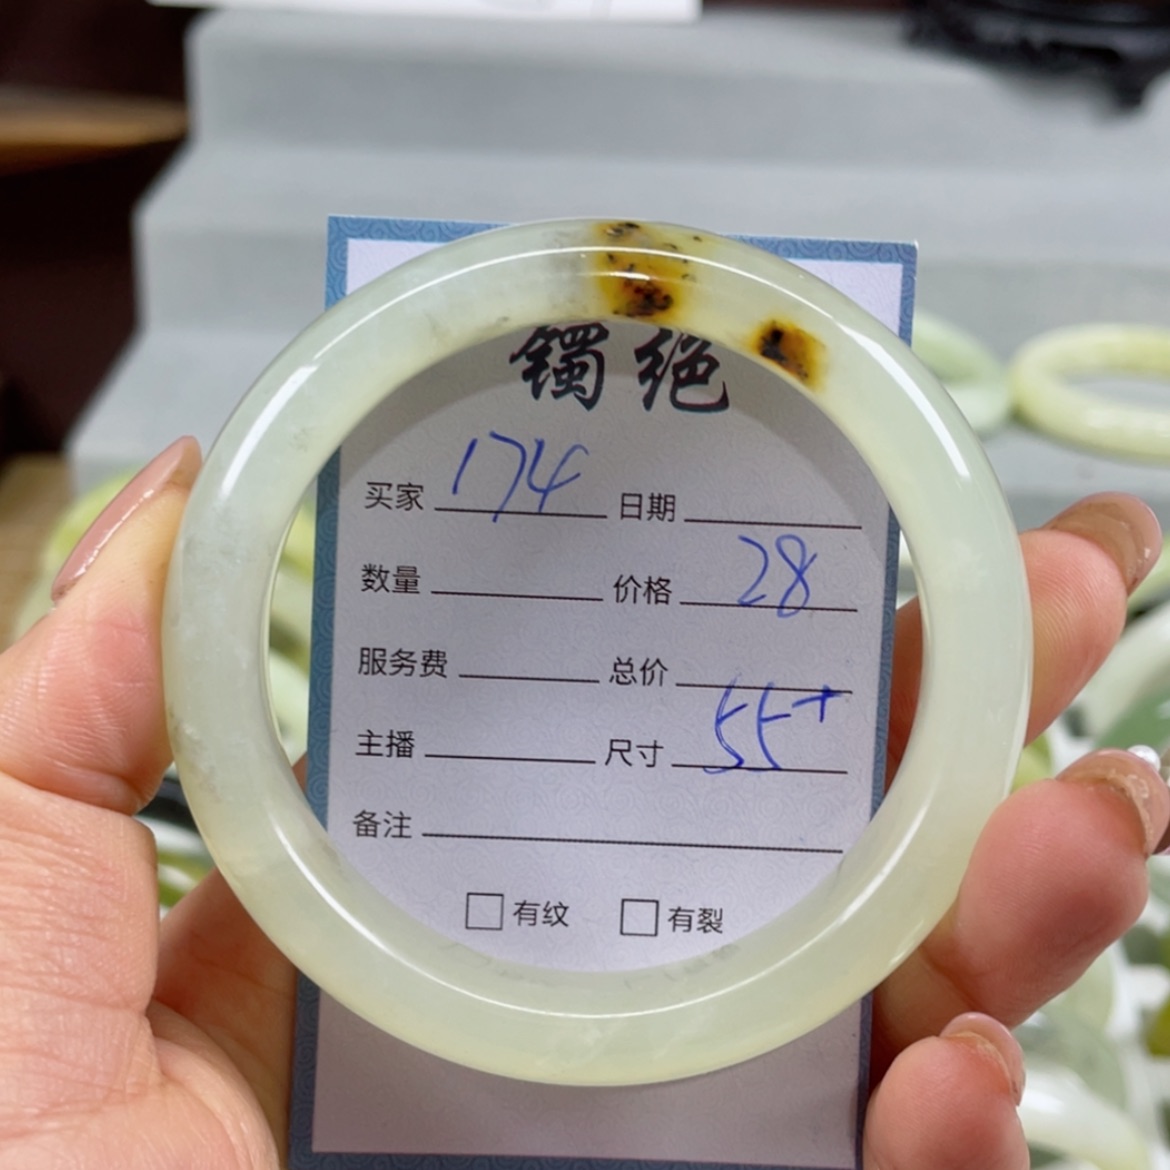 镯绝
买家 174 日期
数量 价格 28
服务费 总价
主播 尺寸 55+
备注
有纹 有裂